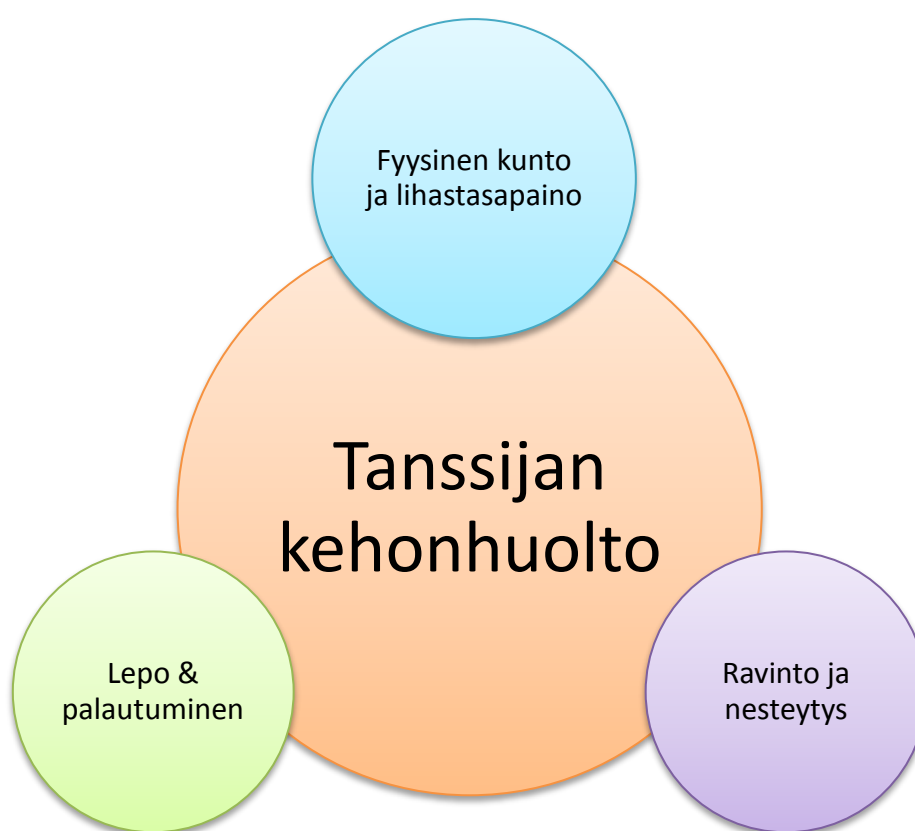 Fyysinen kunto
ja lihastasapaino
Tanssijan
kehonhuolto
Lepo &
palautuminen
Ravinto ja
nesteytys